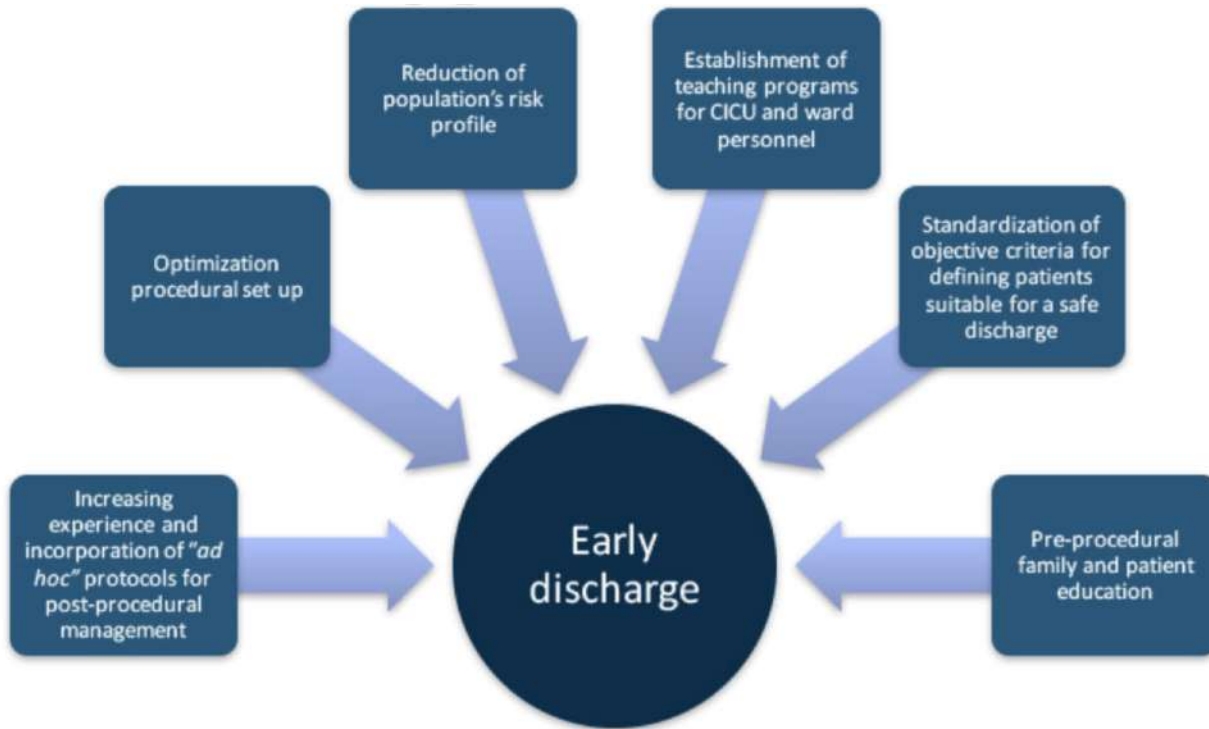 Reduction of
population's risk
profile
Establishment of
teaching programs
for CICU and ward
personnel
Optimization
procedural set up
Standardization of
objective criteria for
defining patients
suitable for a safe
discharge
Increasing
experience and
incorporation of "ad
hoc" protocols for
post-procedural
management
Early
discharge
Pre-procedural
family and patient
education